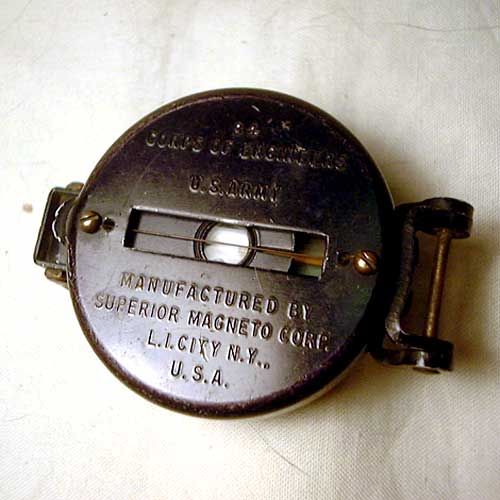 CORPS OF ENGINEERS
U.S. ARMY
MANUFACTURED BY
SUPERIOR MAGNETO CORP.
L.I. CITY N.Y..
U.S.A.